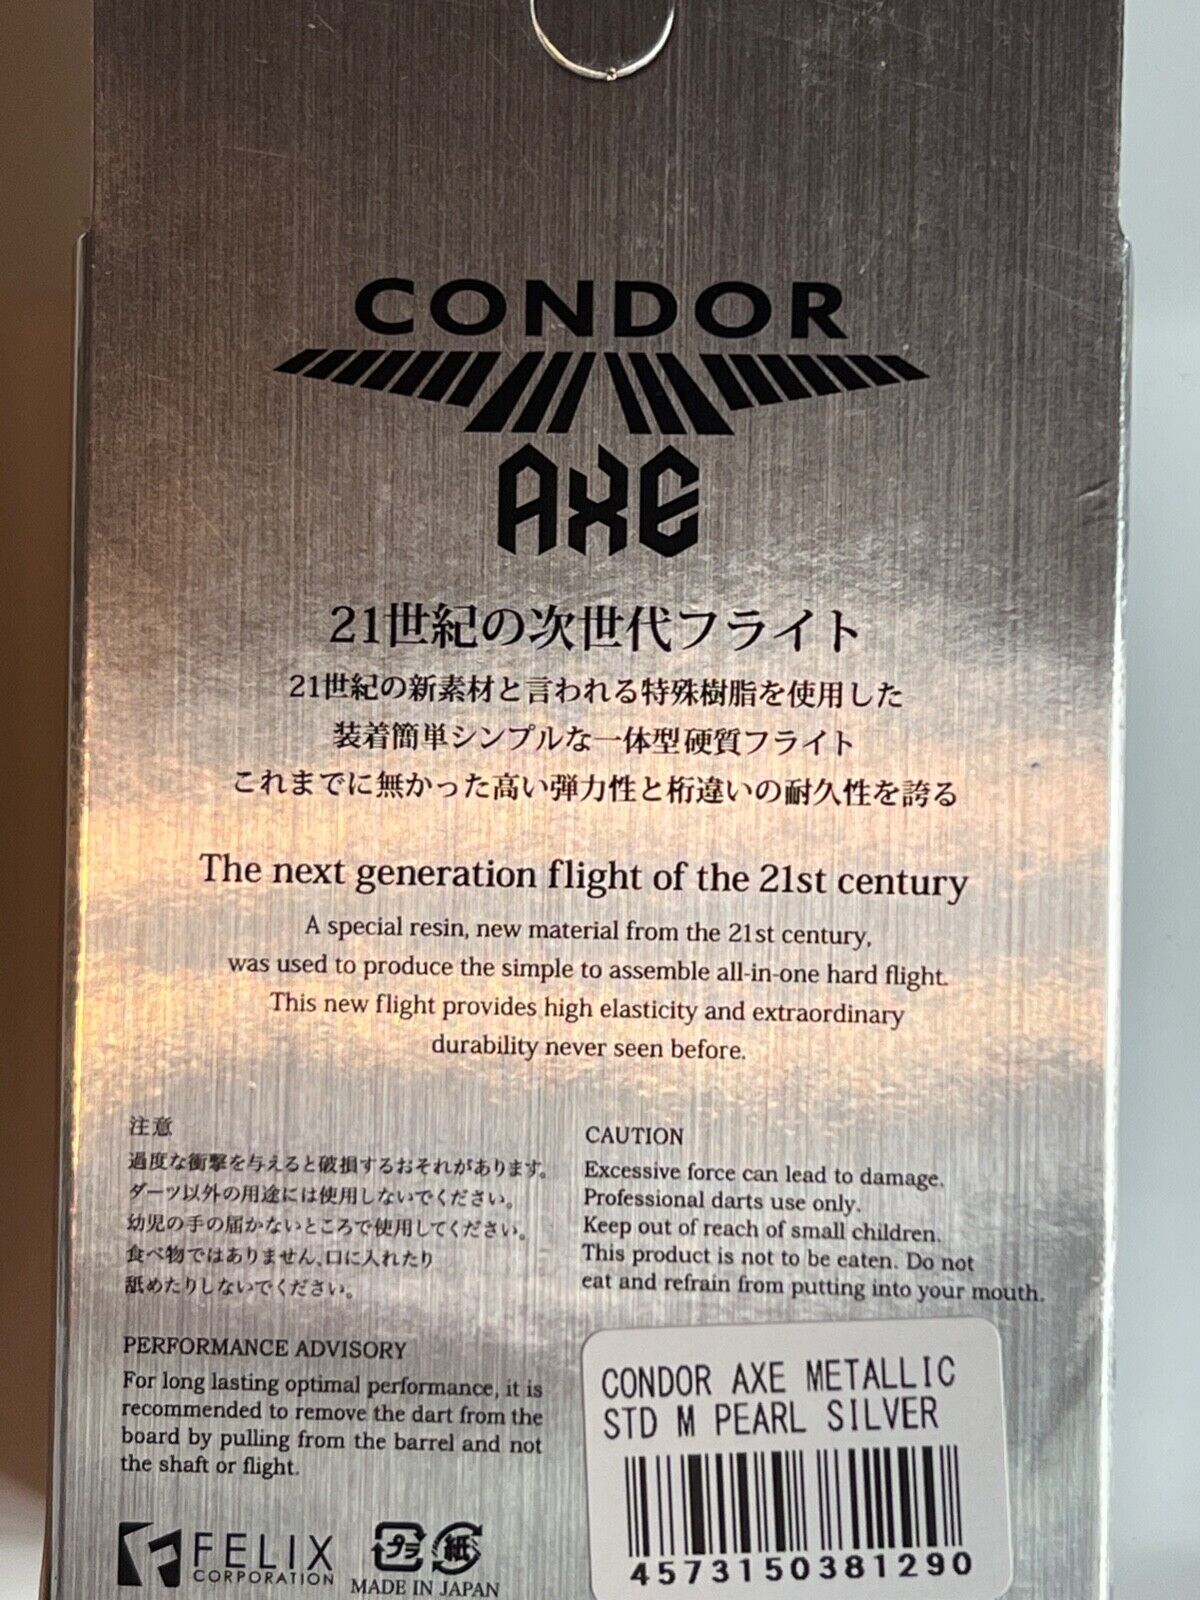 CONDOR
AXE
21世紀の次世代フライト
21世紀の新素材と言われる特殊樹脂を使用した
装着簡単シンプルな一体型硬質フライト
これまでに無かった高い弾力性と桁違いの耐久性を誇る
The next generation flight of the 21st century
A special resin, new material from the 21st century,
was used to produce the simple to assemble all-in-one hard flight.
This new flight provides high elasticity and extraordinary
durability never seen before.
注意
過度な衝撃を与えると破損するおそれがあります。
ダーツ以外の用途には使用しないでください。
幼児の手の届かないところで使用してください。
食べ物ではありません、口に入れたり
舐めたりしないでください。
CAUTION
Excessive force can lead to damage.
Professional darts use only.
Keep out of reach of small children.
This product is not to be eaten. Do not
eat and refrain from putting into your mouth.
PERFORMANCE ADVISORY
For long lasting optimal performance, it is
recommended to remove the dart from the
board by pulling from the barrel and not
the shaft or flight.
CONDOR AXE METALLIC
STD M PEARL SILVER
4573150381290
FELIX
CORPORATION
プラ 紙
MADE IN JAPAN